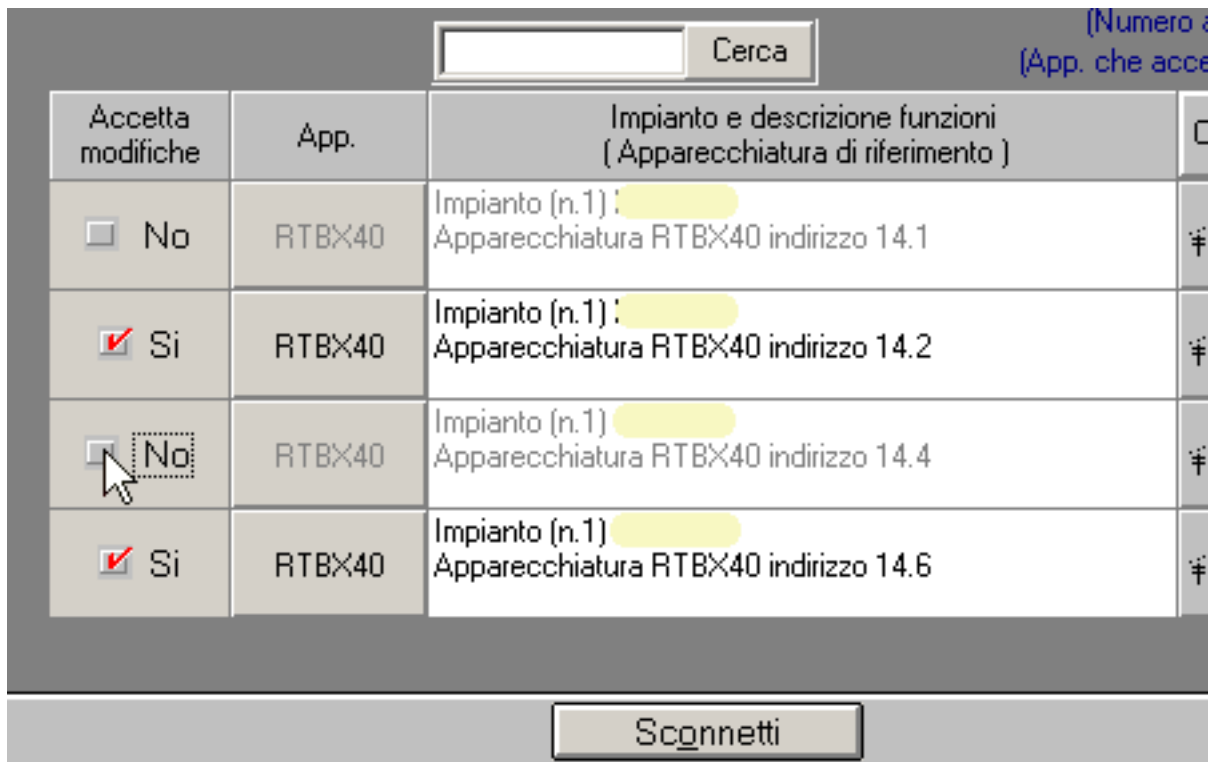 (Numero
(App. che
Cerca
Accetta
modifiche
App.
Impianto e descrizione funzioni
( Apparecchiatura di riferimento )
No
RTBX40
Impianto (n.1)
Apparecchiatura RTBX40 indirizzo 14.1
Si
RTBX40
Impianto (n.1)
Apparecchiatura RTBX40 indirizzo 14.2
No
RTBX40
Impianto (n.1)
Apparecchiatura RTBX40 indirizzo 14.4
Si
RTBX40
Impianto (n.1)
Apparecchiatura RTBX40 indirizzo 14.6
Sconnetti